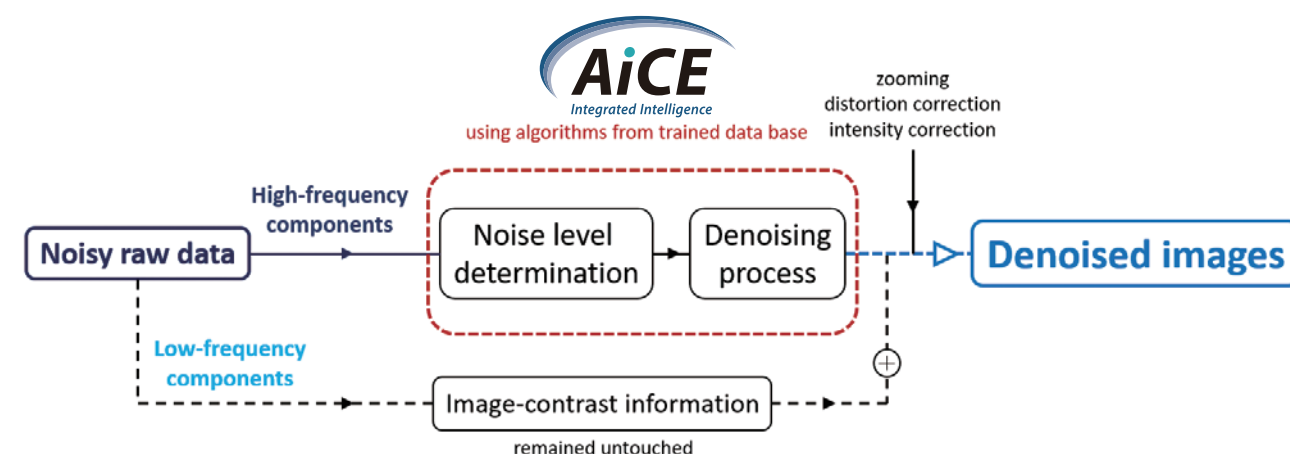 AiCE
Integrated Intelligence
using algorithms from trained data base
zooming
distortion correction
intensity correction
High-frequency
components
Noisy raw data
Noise level
determination
Denoising
process
Denoised images
Low-frequency
components
+
Image-contrast information
remained untouched